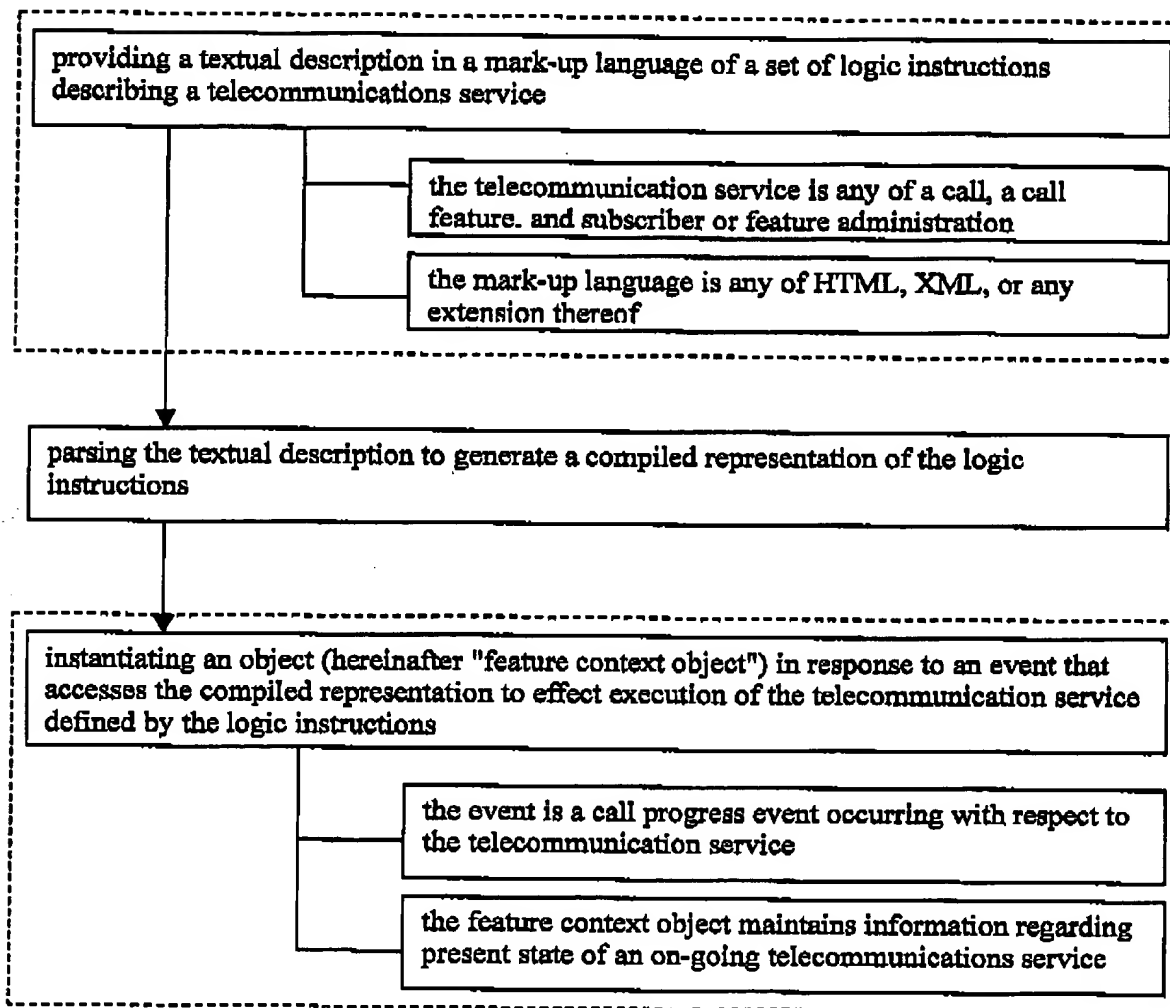 providing a textual description in a mark-up language of a set of logic instructions
describing a telecommunications service
the telecommunication service is any of a call, a call
feature. and subscriber or feature administration
the mark-up language is any of HTML, XML, or any
extension thereof
parsing the textual description to generate a compiled representation of the logic
instructions
instantiating an object (hereinafter "feature context object") in response to an event that
accesses the compiled representation to effect execution of the telecommunication service
defined by the logic instructions
the event is a call progress event occurring with respect to
the telecommunication service
the feature context object maintains information regarding
present state of an on-going telecommunications service